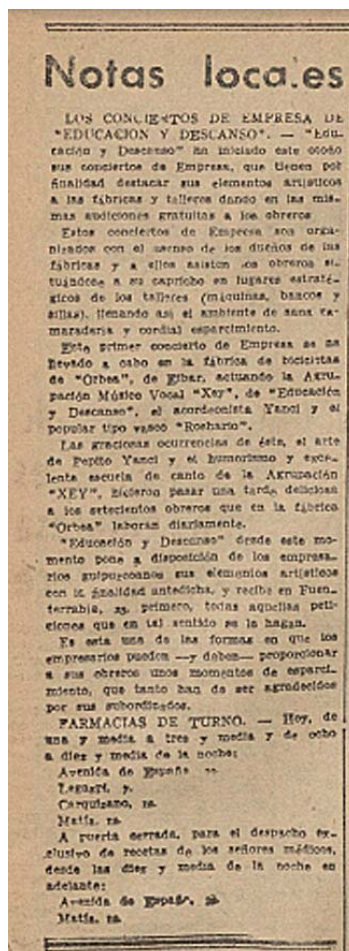 Notas locales
LOS CONCIERTOS DE EMPRESA DE
"EDUCACION Y DESCANSO". — "Edu-
cación y Descanso" ha iniciado este otoño
sus conciertos de Empresa, que tienen por
finalidad destacar sus elementos artísticos
a las fábricas y talleres dando en las mis-
mas audiciones gratuitas a los obreros
Estos conciertos de Empresa son orga-
nizados con el permiso de los dueños de las
fábricas y a ellos asisten los obreros si-
tuándose a su capricho en lugares estraté-
gicos de los talleres (máquinas, bancos y
sillas), llenando así el ambiente de sana ca-
maradería y cordial esparcimiento.
Este primer concierto de Empresa se ha
llevado a cabo en la fábrica de bicicletas
de "Orbea", de Eibar, actuando la Agru-
pación Músico Vocal "Xey", de "Educación
y Descanso", el acordeonista Yanci y el
popular tipo vasco "Roshario".
Las graciosas ocurrencias de éste, el arte
de Pepito Yanci y el humorismo y exce-
lente escuela de canto de la Agrupación
"XEY", hicieron pasar una tarde deliciosa
a los setecientos obreros que en la fábrica
"Orbea" laboran diariamente.
"Educación y Descanso" desde este mo-
mento pone a disposición de los empresa-
rios guipuzcoanos sus elementos artísticos
con la finalidad antedicha, y recibe en Fuen-
terrabía, 23, primero, todas aquellas peti-
ciones que en tal sentido se la hagan.
Es esta una de las formas en que los
empresarios pueden —y deben— proporcionar
a sus obreros unos momentos de esparci-
miento, que tanto han de ser agradecidos
por sus subordinados.
FARMACIAS DE TURNO. — Hoy, de
una y media a tres y media y de ocho
a diez y media de la noche:
Avenida de España
Legazpi, 7.
Carquizano,
Matía,
A puerta cerrada, para el despacho ex-
clusivo de recetas de los señores médicos,
desde las diez y media de la noche en
adelante:
Avenida de España,
Matía,